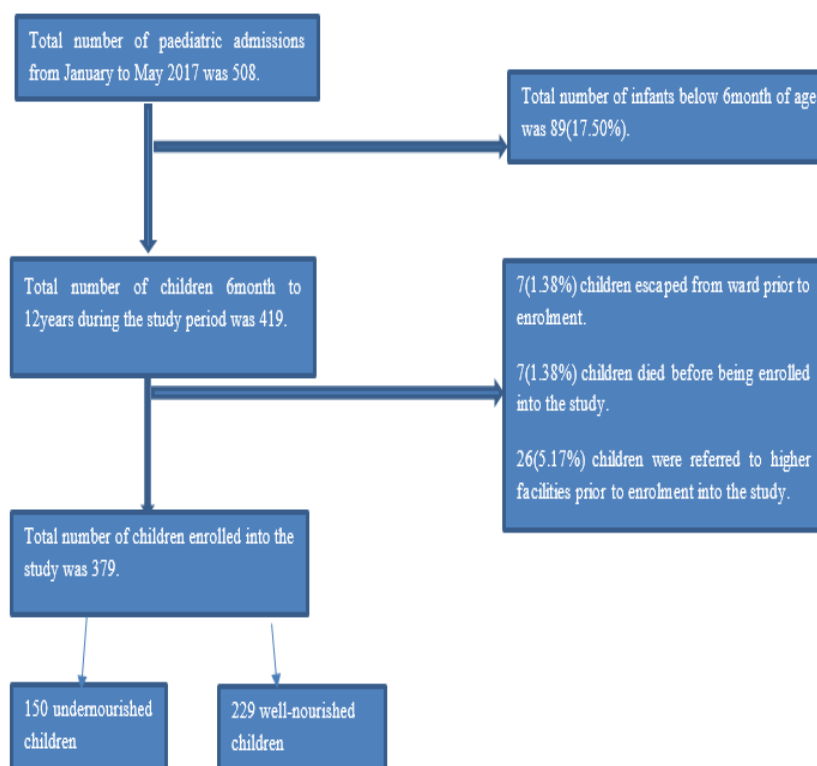 Total number of paediatric admissions
from January to May 2017 was 508.
Total number of infants below 6month of age
was 89(17.50%).
Total number of children 6month to
12years during the study period was 419.
7(1.38%) children escaped from ward prior to
enrolment.
7(1.38%) children died before being enrolled
into the study.
26(5.17%) children were referred to higher
facilities prior to enrolment into the study.
Total number of children enrolled into the
study was 379.
150 undernourished
children
229 well-nourished
children